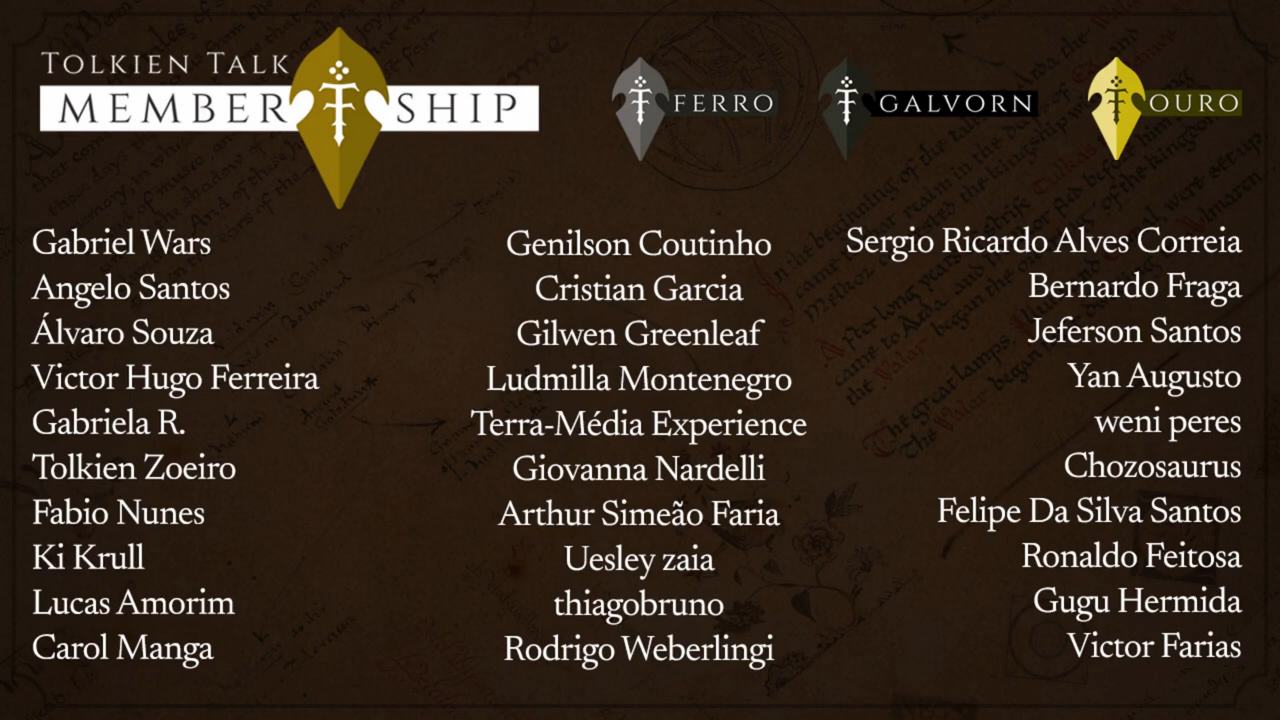 TOLKIEN TALK
MEMBER SHIP
FERRO
GALVORN
OURO
Gabriel Wars
Angelo Santos
Álvaro Souza
Victor Hugo Ferreira
Gabriela R.
Tolkien Zoeiro
Fabio Nunes
Ki Krull
Lucas Amorim
Carol Manga
Genilson Coutinho
Cristian Garcia
Gilwen Greenleaf
Ludmilla Montenegro
Terra-Média Experience
Giovanna Nardelli
Arthur Simeão Faria
Uesley zaia
thiagobruno
Rodrigo Weberlingi
Sergio Ricardo Alves Correia
Bernardo Fraga
Jeferson Santos
Yan Augusto
weni peres
Chozosaurus
Felipe Da Silva Santos
Ronaldo Feitosa
Gugu Hermida
Victor Farias